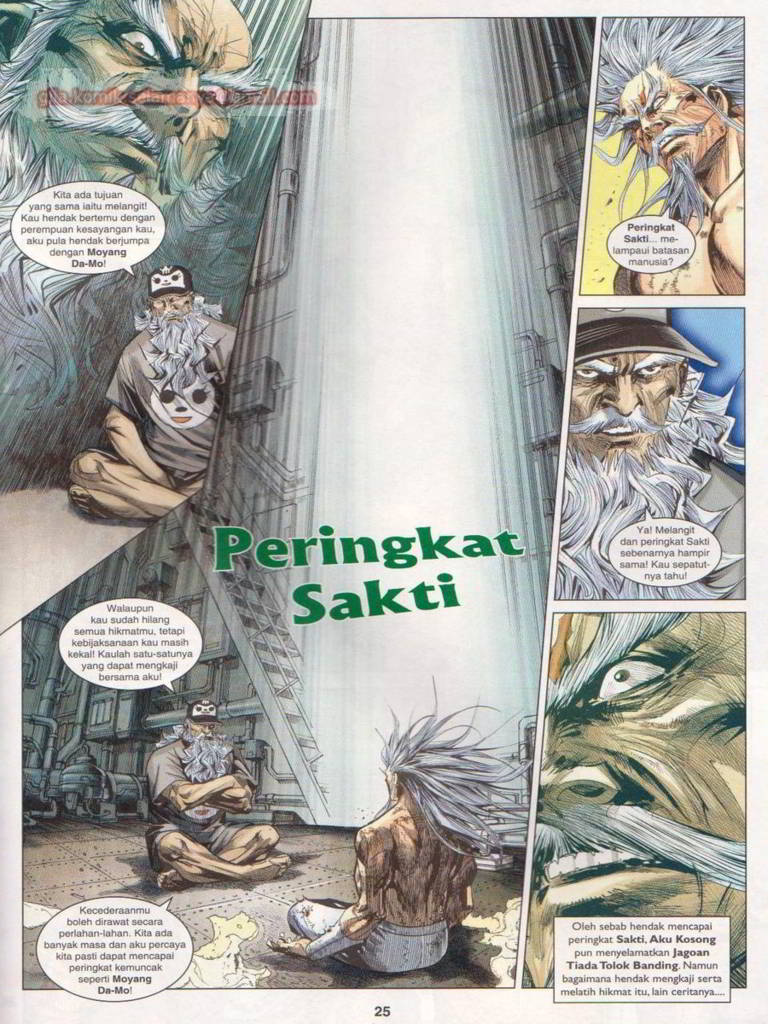 Kita ada tujuan
yang sama iaitu melangit!
Kau hendak bertemu dengan
perempuan kesayangan kau,
aku pula hendak berjumpa
dengan Moyang
Da-Mo!
Peringkat
Sakti... me-
lampaui batasan
manusia?
Ya! Melangit
dan peringkat Sakti
sebenarnya hampir
sama! Kau sepatut-
nya tahu!
Peringkat
Sakti
Walaupun
kau sudah hilang
semua hikmatmu, tetapi
kebijaksanaan kau masih
kekal! Kaulah satu-satunya
yang dapat mengkaji
bersama aku!
Kecederaanmu
boleh dirawat secara
perlahan-lahan. Kita ada
banyak masa dan aku percaya
kita pasti dapat mencapai
peringkat kemuncak
seperti Moyang
Da-Mo!
Oleh sebab hendak mencapai
peringkat Sakti, Aku Kosong
pun menyelamatkan Jagoan
Tiada Tolok Banding. Namun
bagaimana hendak mengkaji serta
melatih hikmat itu, lain ceritanya....
25